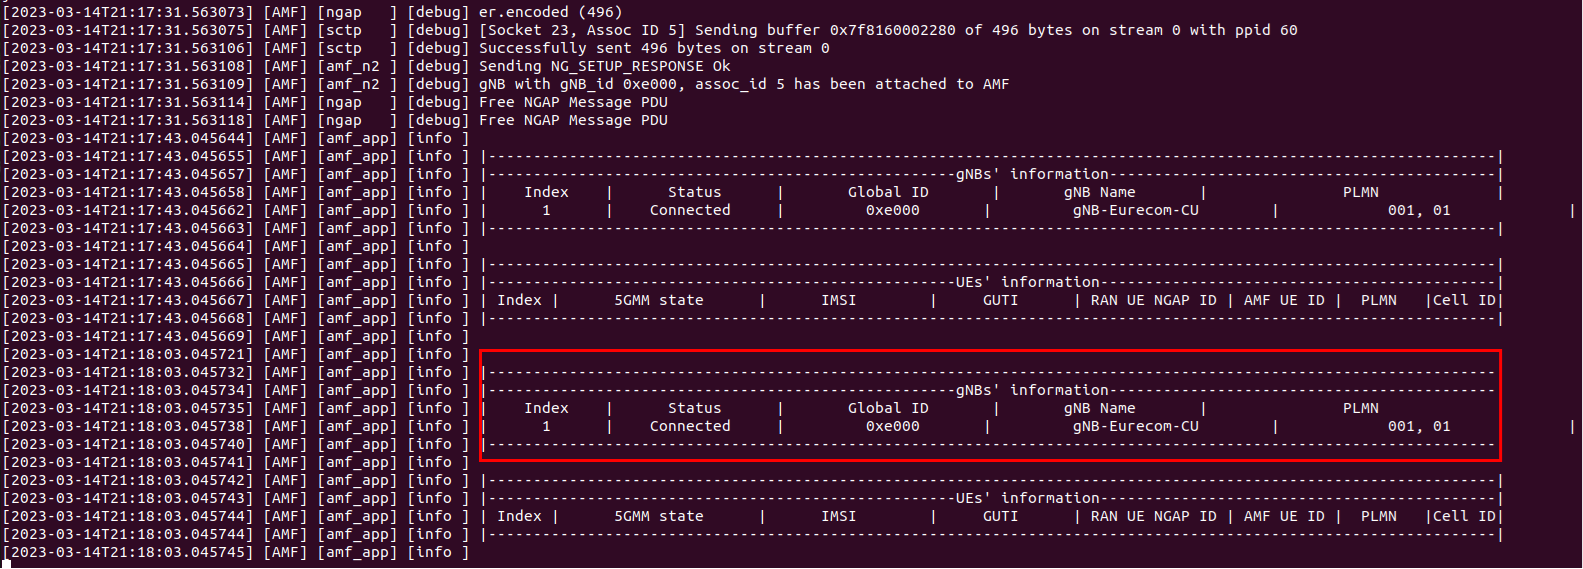 [2023-03-14T21:17:31.563073] [AMF] [ngap   ] [debug] er.encoded (496)
[2023-03-14T21:17:31.563075] [AMF] [sctp   ] [debug] [Socket 23, Assoc ID 5] Sending buffer 0x7f8160002280 of 496 bytes on stream 0 with ppid 60
[2023-03-14T21:17:31.563106] [AMF] [sctp   ] [debug] Successfully sent 496 bytes on stream 0
[2023-03-14T21:17:31.563108] [AMF] [amf_n2 ] [debug] Sending NG_SETUP_RESPONSE Ok
[2023-03-14T21:17:31.563109] [AMF] [amf_n2 ] [debug] gNB with gNB_id 0xe000, assoc_id 5 has been attached to AMF
[2023-03-14T21:17:31.563114] [AMF] [ngap   ] [debug] Free NGAP Message PDU
[2023-03-14T21:17:31.563118] [AMF] [ngap   ] [debug] Free NGAP Message PDU
[2023-03-14T21:17:43.045644] [AMF] [amf_app] [info ]
[2023-03-14T21:17:43.045655] [AMF] [amf_app] [info ] |----------------------------------------------------------------------------------------------------------------|
[2023-03-14T21:17:43.045657] [AMF] [amf_app] [info ] |----------------------------------------------------gNBs' information-------------------------------------------|
[2023-03-14T21:17:43.045658] [AMF] [amf_app] [info ] |    Index    |      Status       |       Global ID       |       gNB Name       |               PLMN             |
[2023-03-14T21:17:43.045662] [AMF] [amf_app] [info ] |      1      |    Connected     |         0xe000       |         gNB-Eurecom-CU        |            001, 01             |
[2023-03-14T21:17:43.045663] [AMF] [amf_app] [info ] |----------------------------------------------------------------------------------------------------------------|
[2023-03-14T21:17:43.045664] [AMF] [amf_app] [info ]
[2023-03-14T21:17:43.045665] [AMF] [amf_app] [info ] |----------------------------------------------------------------------------------------------------------------|
[2023-03-14T21:17:43.045666] [AMF] [amf_app] [info ] |----------------------------------------------------UEs' information--------------------------------------------|
[2023-03-14T21:17:43.045667] [AMF] [amf_app] [info ] | Index |      5GMM state      |      IMSI        |     GUTI      | RAN UE NGAP ID | AMF UE ID |  PLMN   |Cell ID|
[2023-03-14T21:17:43.045668] [AMF] [amf_app] [info ] |----------------------------------------------------------------------------------------------------------------|
[2023-03-14T21:17:43.045669] [AMF] [amf_app] [info ]
[2023-03-14T21:18:03.045721] [AMF] [amf_app] [info ]
[2023-03-14T21:18:03.045732] [AMF] [amf_app] [info ] |----------------------------------------------------------------------------------------------------------------
[2023-03-14T21:18:03.045734] [AMF] [amf_app] [info ] |----------------------------------------------------gNBs' information-------------------------------------------
[2023-03-14T21:18:03.045735] [AMF] [amf_app] [info ] |    Index    |      Status       |       Global ID       |       gNB Name       |               PLMN
[2023-03-14T21:18:03.045738] [AMF] [amf_app] [info ] |      1      |    Connected     |         0xe000       |         gNB-Eurecom-CU        |            001, 01             |
[2023-03-14T21:18:03.045740] [AMF] [amf_app] [info ] |----------------------------------------------------------------------------------------------------------------
[2023-03-14T21:18:03.045741] [AMF] [amf_app] [info ]
[2023-03-14T21:18:03.045742] [AMF] [amf_app] [info ] |----------------------------------------------------------------------------------------------------------------|
[2023-03-14T21:18:03.045743] [AMF] [amf_app] [info ] |----------------------------------------------------UEs' information--------------------------------------------|
[2023-03-14T21:18:03.045744] [AMF] [amf_app] [info ] | Index |      5GMM state      |      IMSI        |     GUTI      | RAN UE NGAP ID | AMF UE ID |  PLMN   |Cell ID|
[2023-03-14T21:18:03.045744] [AMF] [amf_app] [info ] |----------------------------------------------------------------------------------------------------------------|
[2023-03-14T21:18:03.045745] [AMF] [amf_app] [info ]